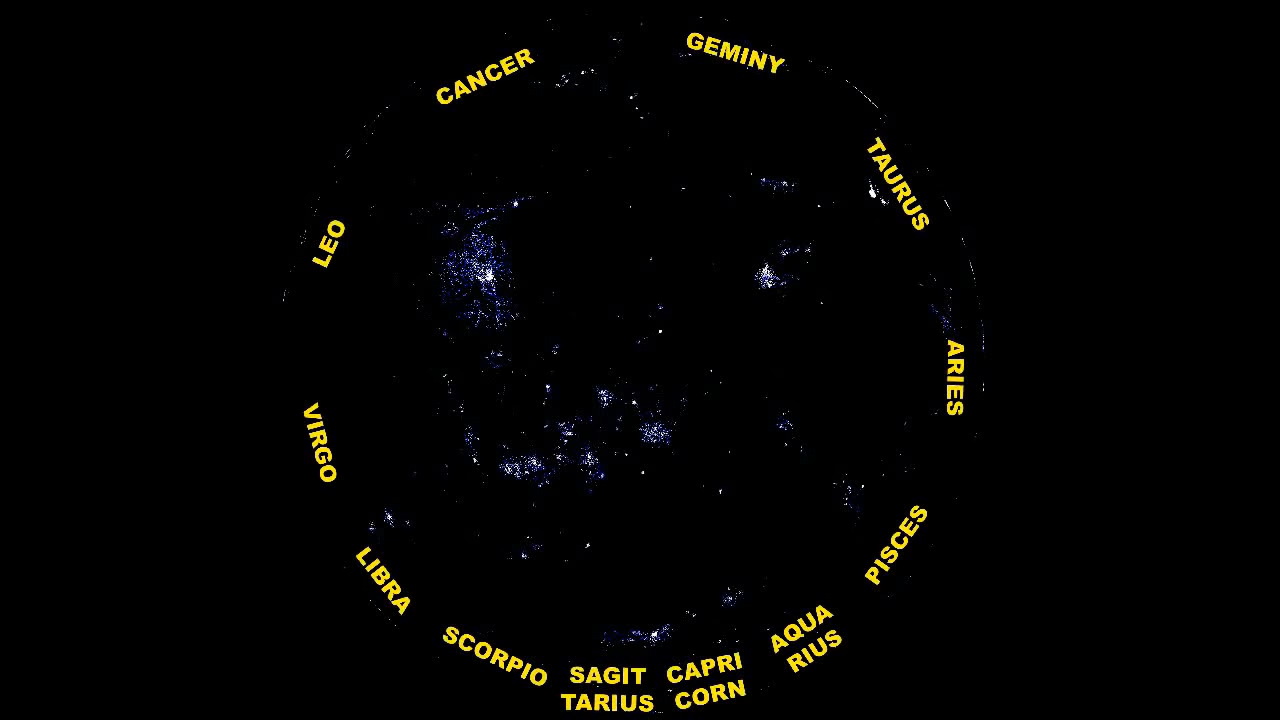 CANCER
GEMINY
TAURUS
LEO
ARIES
VIRGO
PISCES
LIBRA
SCORPIO
SAGIT
TARIUS
CAPRI
CORN
AQUA
RIUS